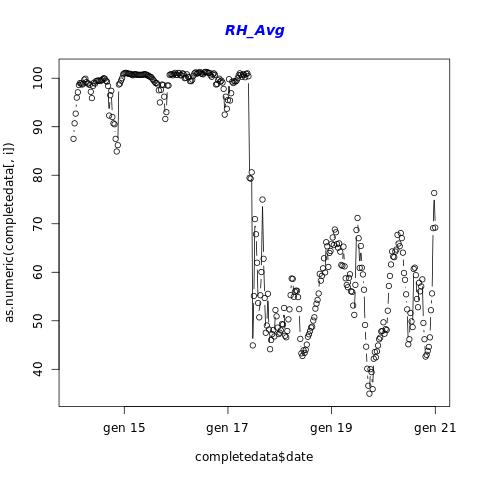 RH_Avg
as.numeric(completedata[, i])
100
90
80
70
60
50
40
gen 15
gen 17
gen 19
gen 21
completedata$date